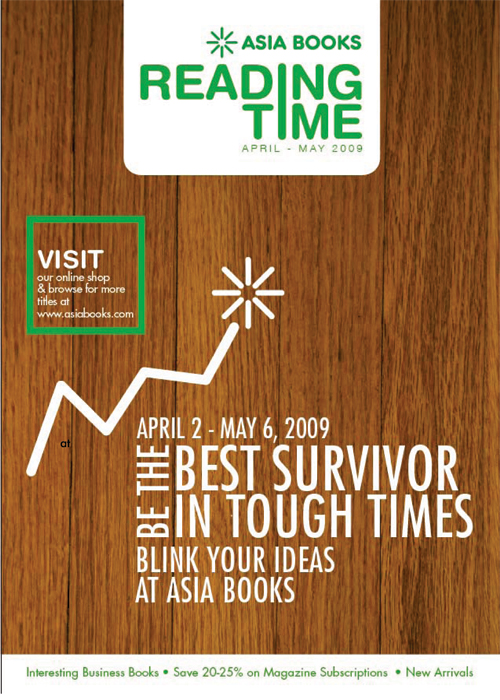 ASIA BOOKS
READING
TIME
APRIL - MAY 2009
VISIT
our online shop
& browse for more
titles at
www.asiabooks.com
at
APRIL 2 - MAY 6, 2009
BE THE
BEST SURVIVOR
IN TOUGH TIMES
BLINK YOUR IDEAS
AT ASIA BOOKS
Interesting Business Books • Save 20-25% on Magazine Subscriptions • New Arrivals